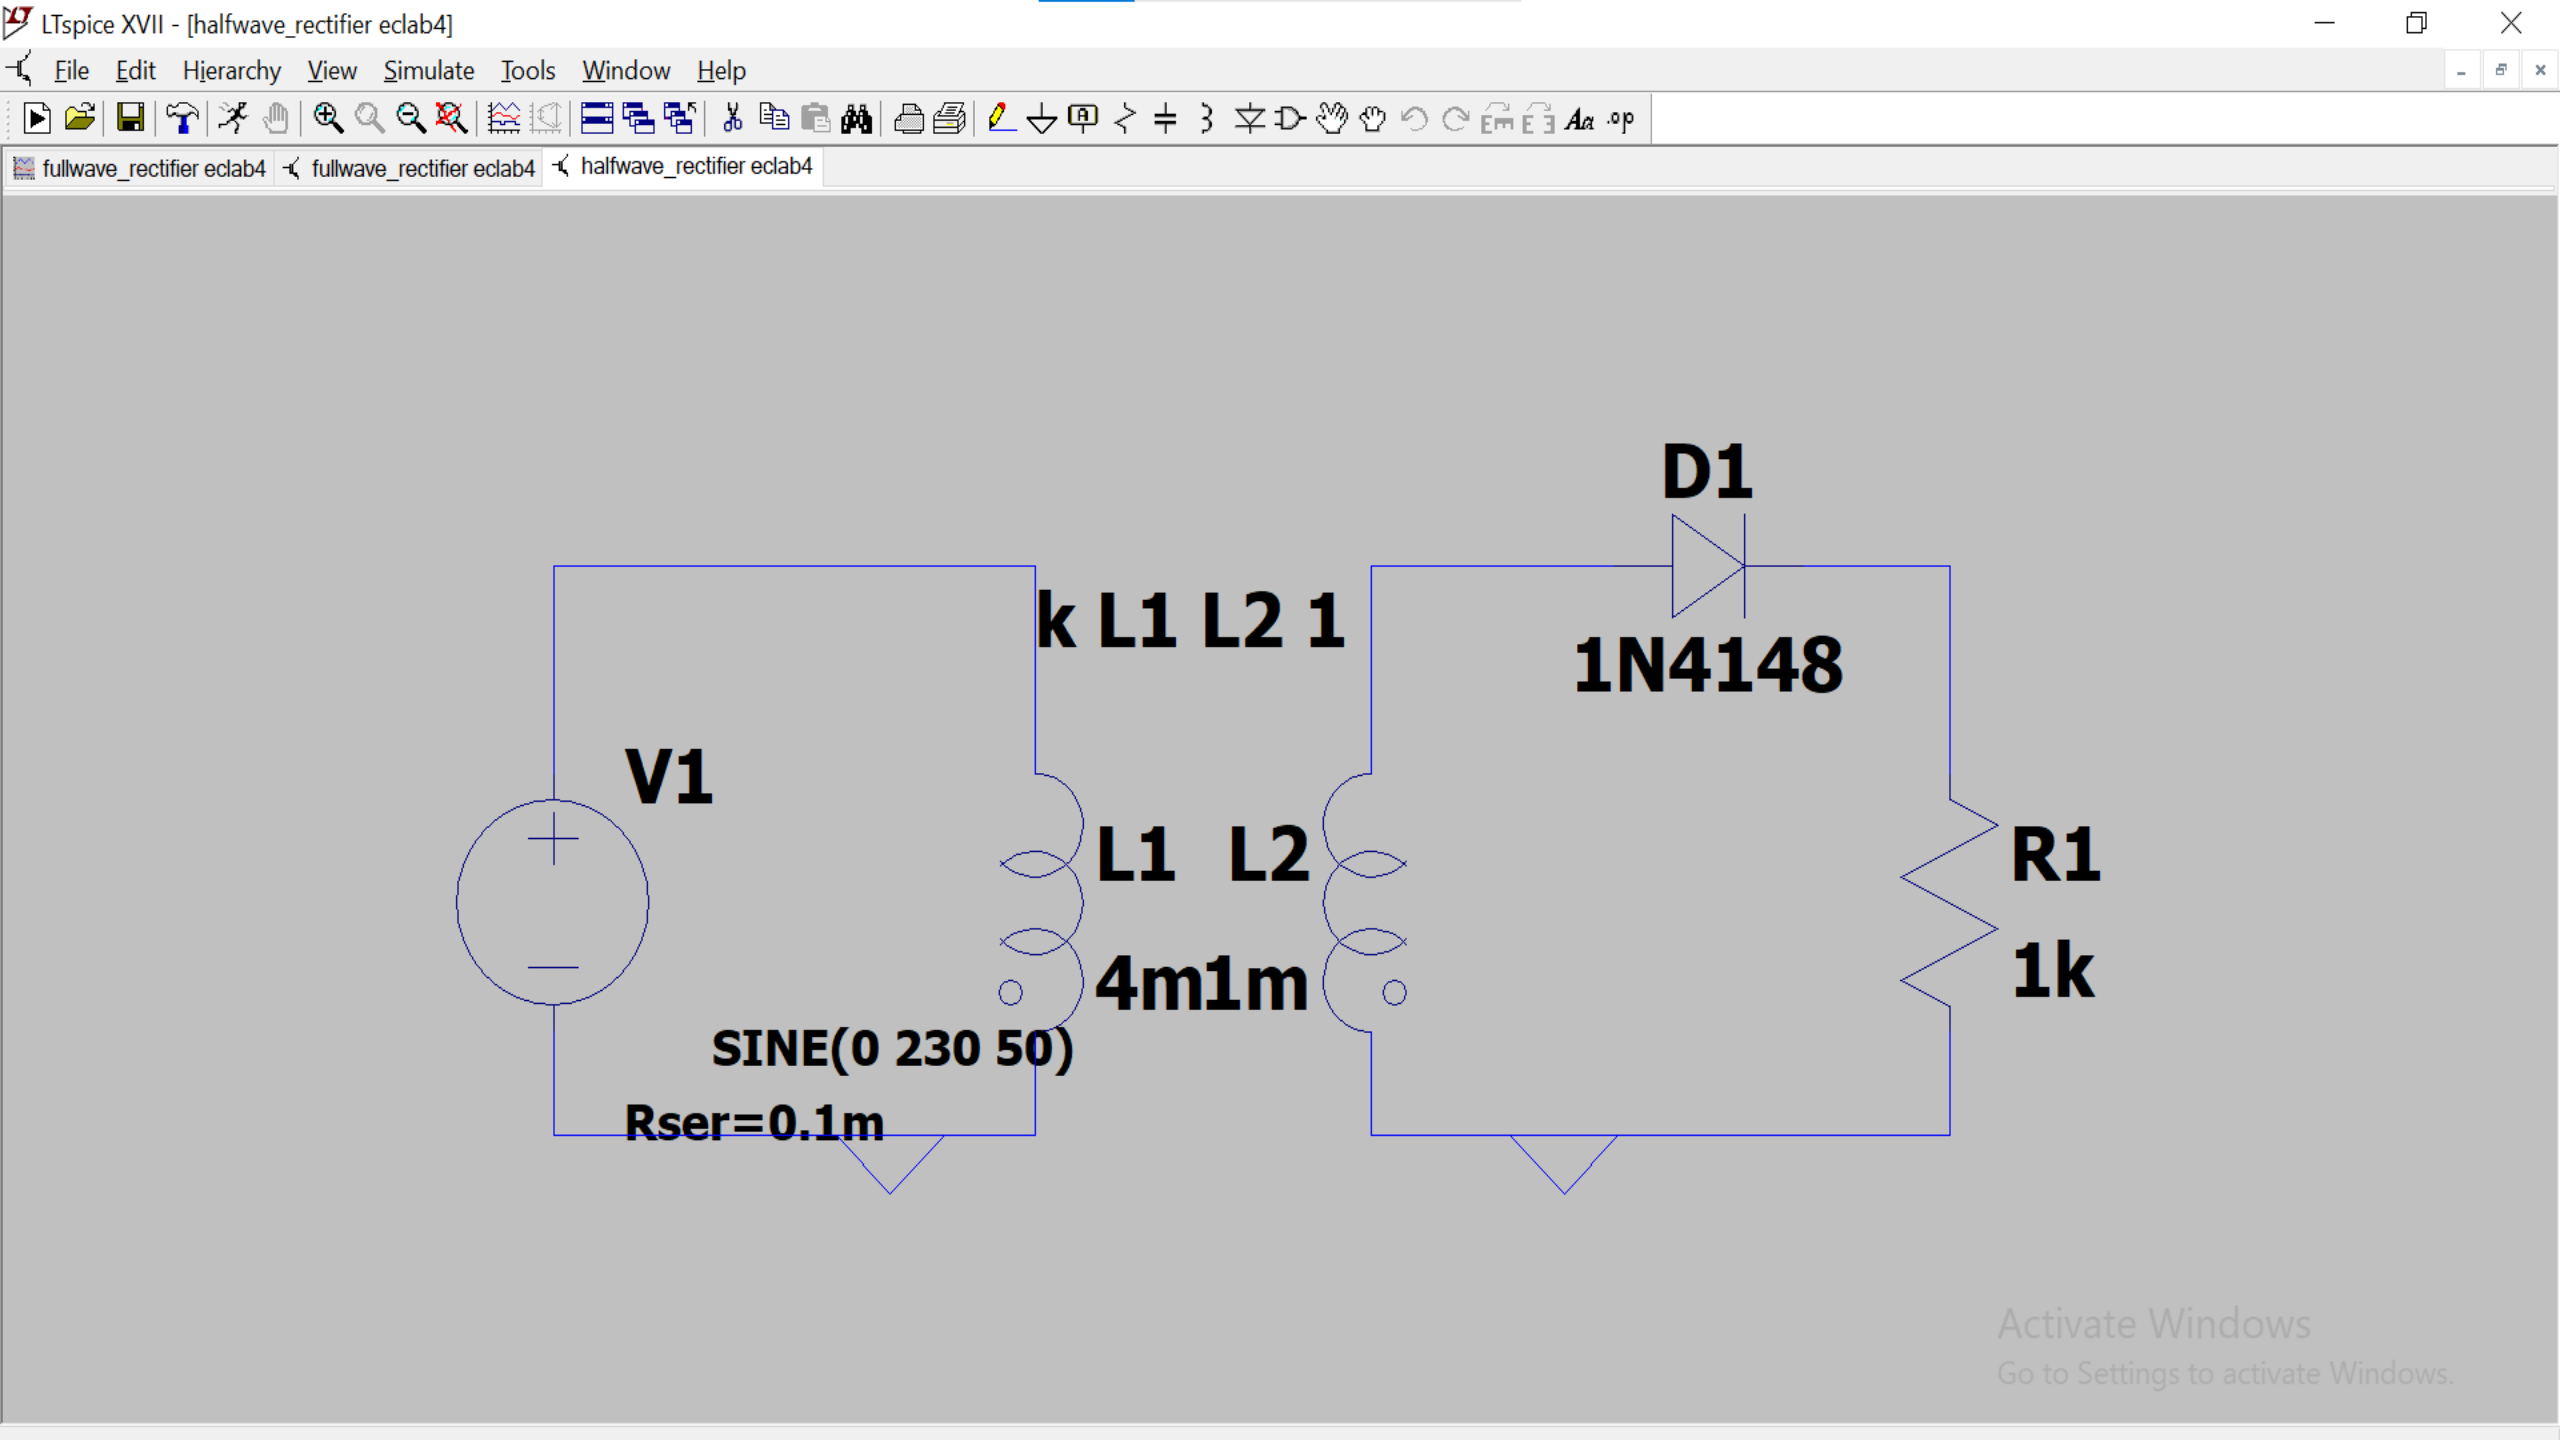 LTspice XVII - [halfwave_rectifier eclab4]
File Edit Hierarchy View Simulate Tools Window Help
fullwave_rectifier eclab4 fullwave_rectifier eclab4 halfwave_rectifier eclab4
D1
k L1 L2 1
1N4148
V1
L1 L2
R1
4m 1m
1k
SINE(0 230 50)
Rser=0.1m
Activate Windows
Go to Settings to activate Windows.